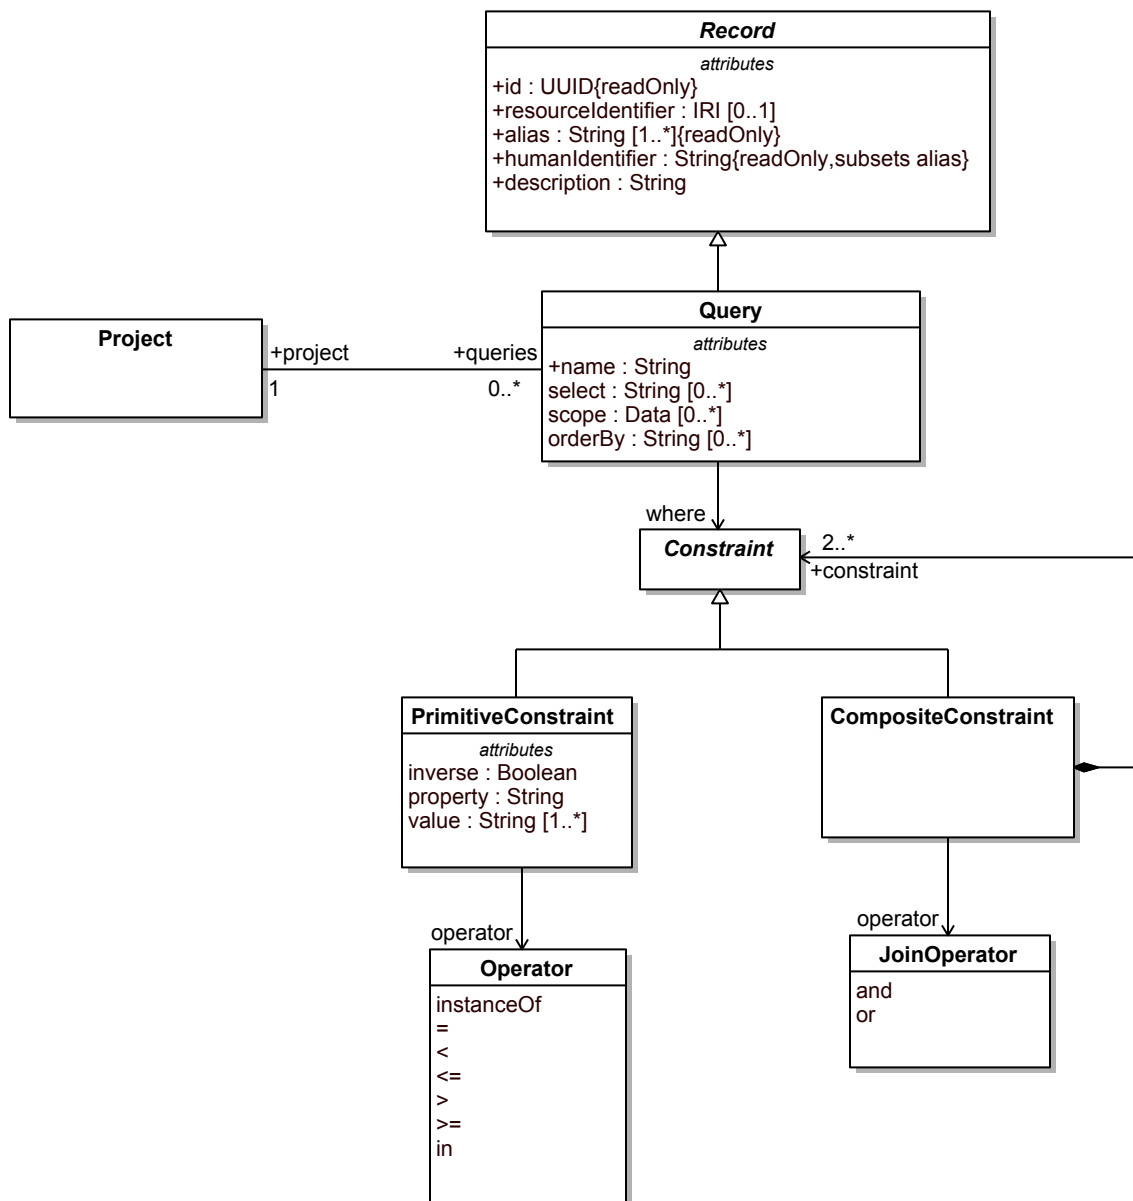 Record
attributes
+id : UUID{readOnly}
+resourceIdentifier : IRI [0..1]
+alias : String [1..*]{readOnly}
+humanIdentifier : String{readOnly,subsets alias}
+description : String
Project
+project
1
+queries
0..*
Query
attributes
+name : String
select : String [0..*]
scope : Data [0..*]
orderBy : String [0..*]
where
Constraint
2..*
+constraint
PrimitiveConstraint
attributes
inverse : Boolean
property : String
value : String [1..*]
CompositeConstraint
operator
Operator
instanceOf
=
<
<=
>
>=
in
operator
JoinOperator
and
or